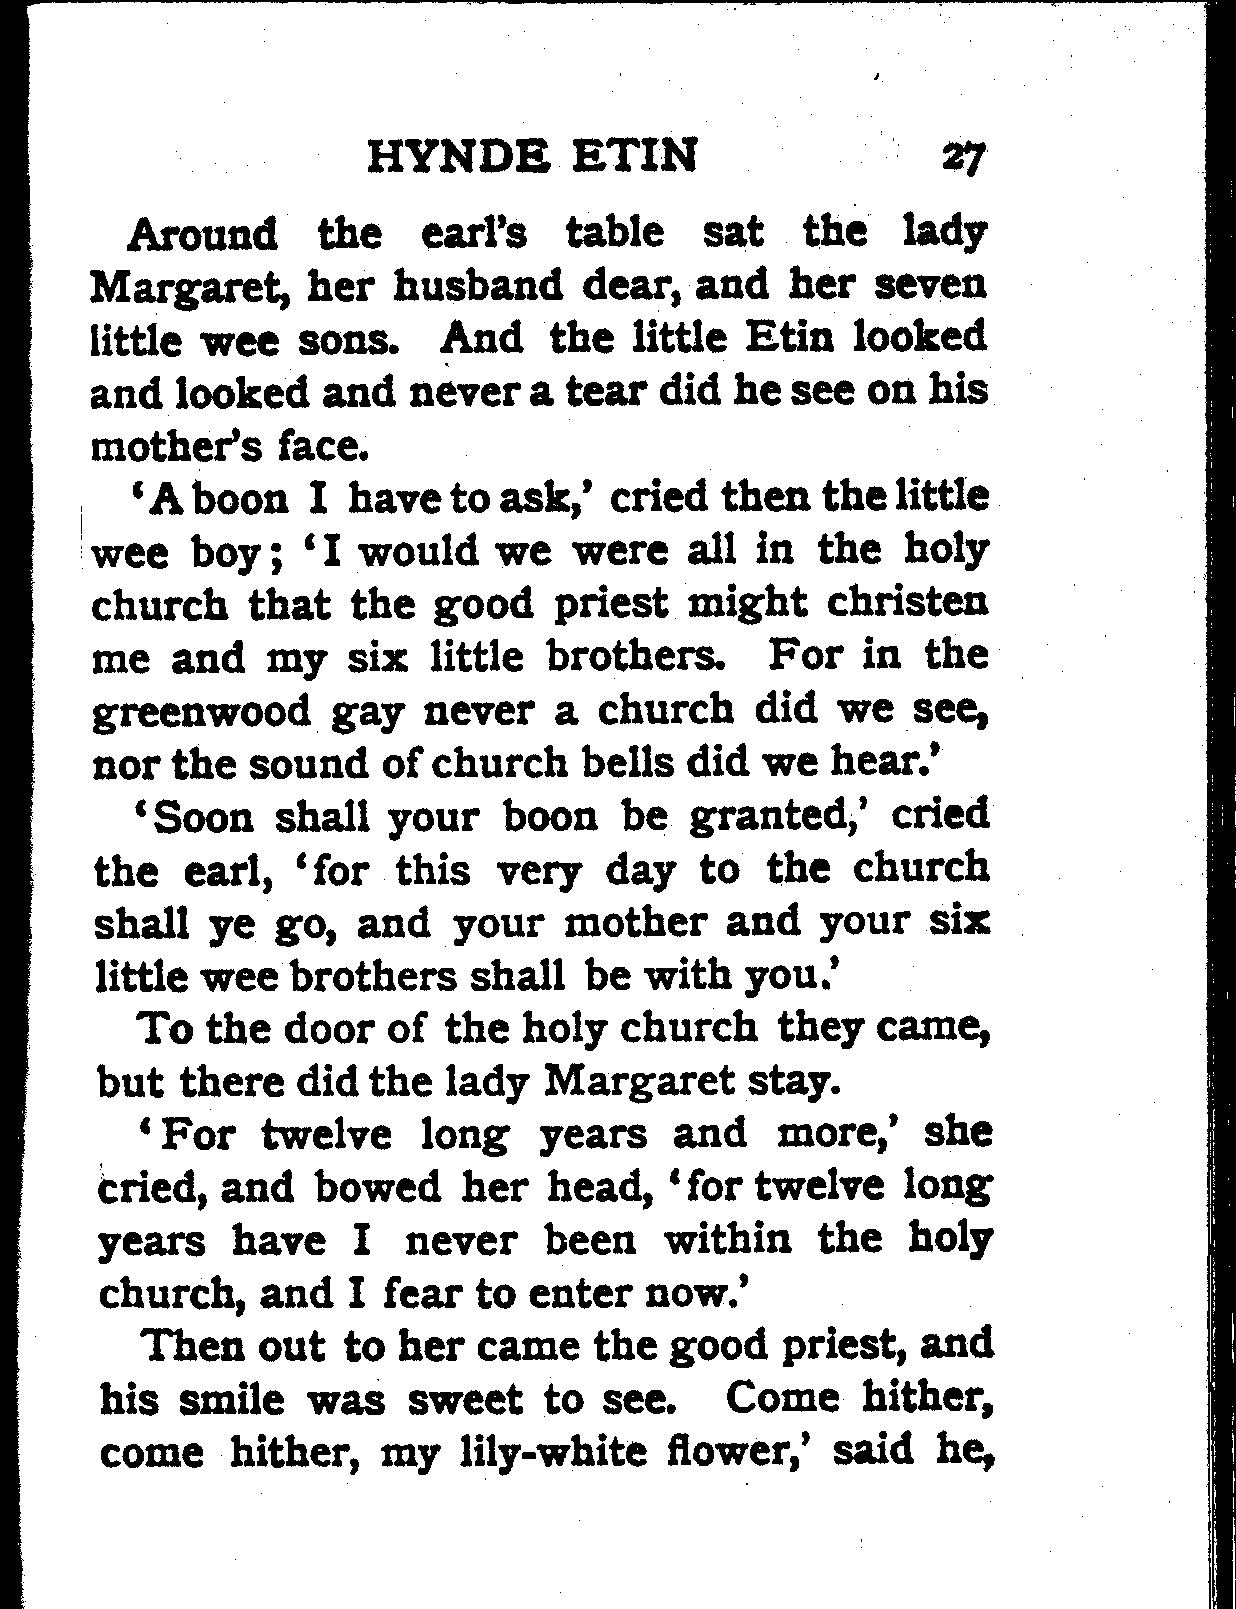 HYNDE ETIN 27
Around the earl's table sat the lady
Margaret, her husband dear, and her seven
little wee sons. And the little Etin looked
and looked and never a tear did he see on his
mother's face.
‘A boon I have to ask,’ cried then the little
wee boy; ‘I would we were all in the holy
church that the good priest might christen
me and my six little brothers. For in the
greenwood gay never a church did we see,
nor the sound of church bells did we hear.’
‘Soon shall your boon be granted,’ cried
the earl, ‘for this very day to the church
shall ye go, and your mother and your six
little wee brothers shall be with you.’
To the door of the holy church they came,
but there did the lady Margaret stay.
‘For twelve long years and more,’ she
cried, and bowed her head, ‘for twelve long
years have I never been within the holy
church, and I fear to enter now.’
Then out to her came the good priest, and
his smile was sweet to see. Come hither,
come hither, my lily-white flower,’ said he,